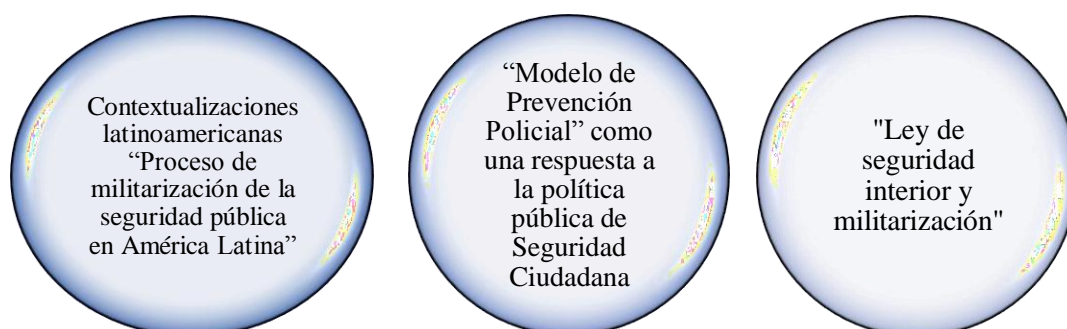 Contextualizaciones
latinoamericanas
“Proceso de
militarización de la
seguridad pública
en América Latina”
“Modelo de
Prevención
Policial” como
una respuesta a
la política
pública de
Seguridad
Ciudadana
"Ley de
seguridad
interior y
militarización"